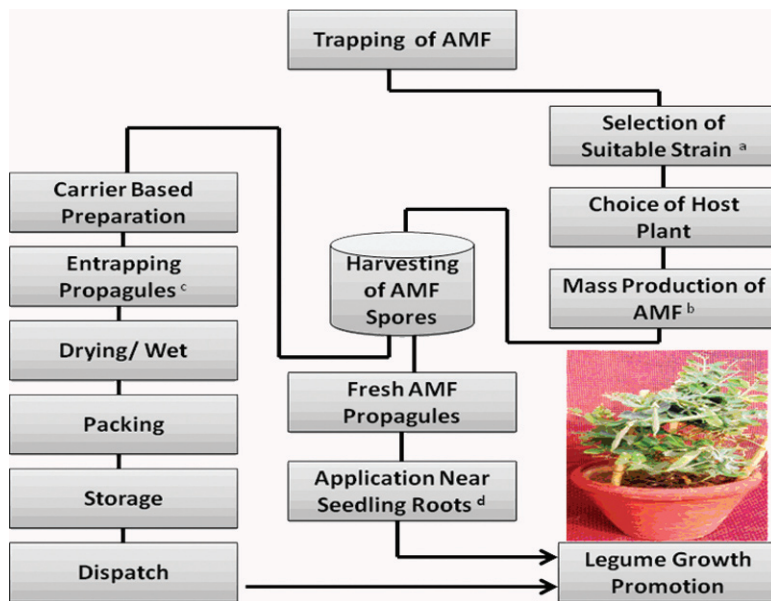 Trapping of AMF
Selection of
Suitable Strain a
Choice of Host
Plant
Mass Production of
AMF b
Harvesting
of AMF
Spores
Carrier Based
Preparation
Entrapping
Propagules c
Drying/ Wet
Packing
Storage
Dispatch
Fresh AMF
Propagules
Application Near
Seedling Roots d
Legume Growth
Promotion